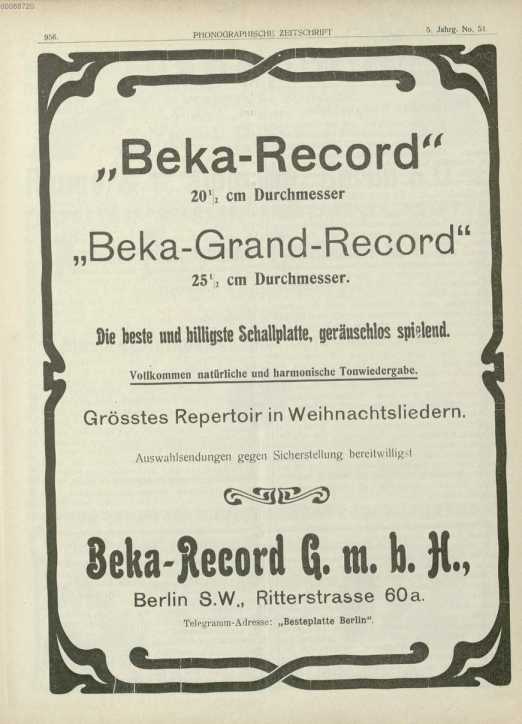 00088720
956.
PHONOGRAPHISCHE ZEITSCHRIFT
5. Jahrg. No. 51
„Beka-Record“
20½ cm Durchmesser
„Beka-Grand-Record“
25½ cm Durchmesser.
Die beste und billigste Schallplatte, geräuschlos spielend.
Vollkommen natürliche und harmonische Tonwiedergabe.
Grösstes Repertoir in Weihnachtsliedern.
Auswahlsendungen gegen Sicherstellung bereitwilligst
Beka-Record G. m. b. H.,
Berlin S.W., Ritterstrasse 60a.
Telegramm-Adresse: „Besteplatte Berlin“.